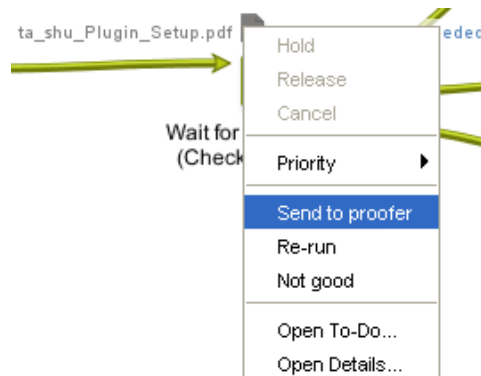 ta_shu_Plugin_Setup.pdf
eded
Hold
Release
Cancel
Wait for
(Check
Priority
Send to proofer
Re-run
Not good
Open To-Do...
Open Details...